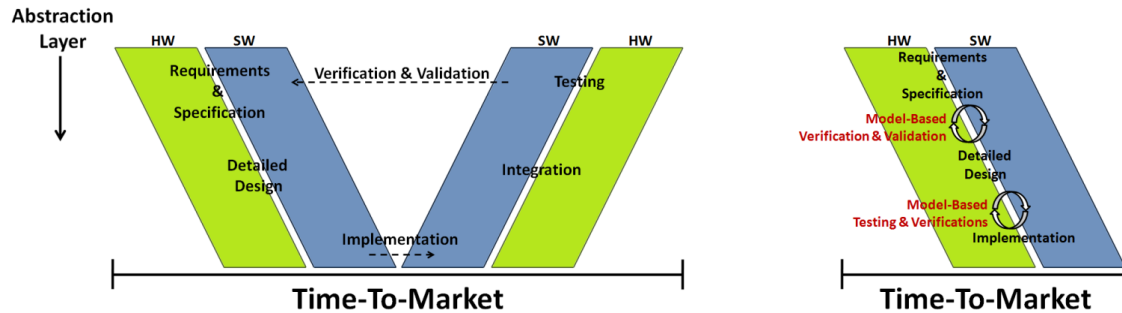 Abstraction
Layer
HW
SW
SW
HW
Requirements
&
Specification
Verification & Validation
Testing
Detailed
Design
Integration
Implementation
Time-To-Market
HW
SW
Requirements
&
Specification
Model-Based
Verification & Validation
Detailed
Design
Model-Based
Testing & Verifications
Implementation
Time-To-Market